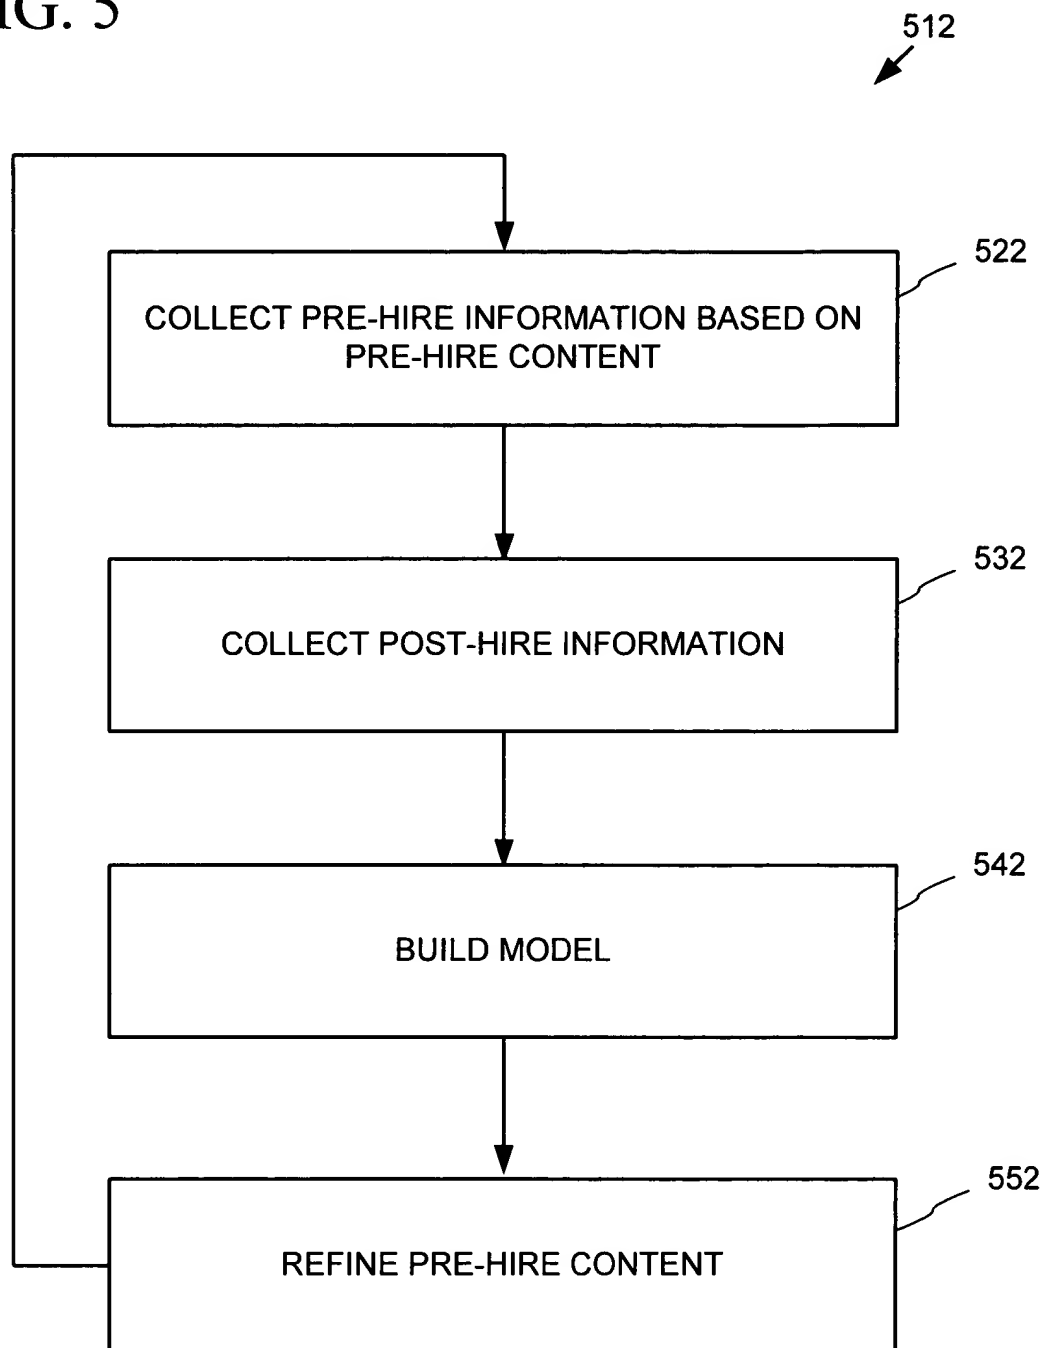 IG. 5
512
522
COLLECT PRE-HIRE INFORMATION BASED ON
PRE-HIRE CONTENT
532
COLLECT POST-HIRE INFORMATION
542
BUILD MODEL
552
REFINE PRE-HIRE CONTENT